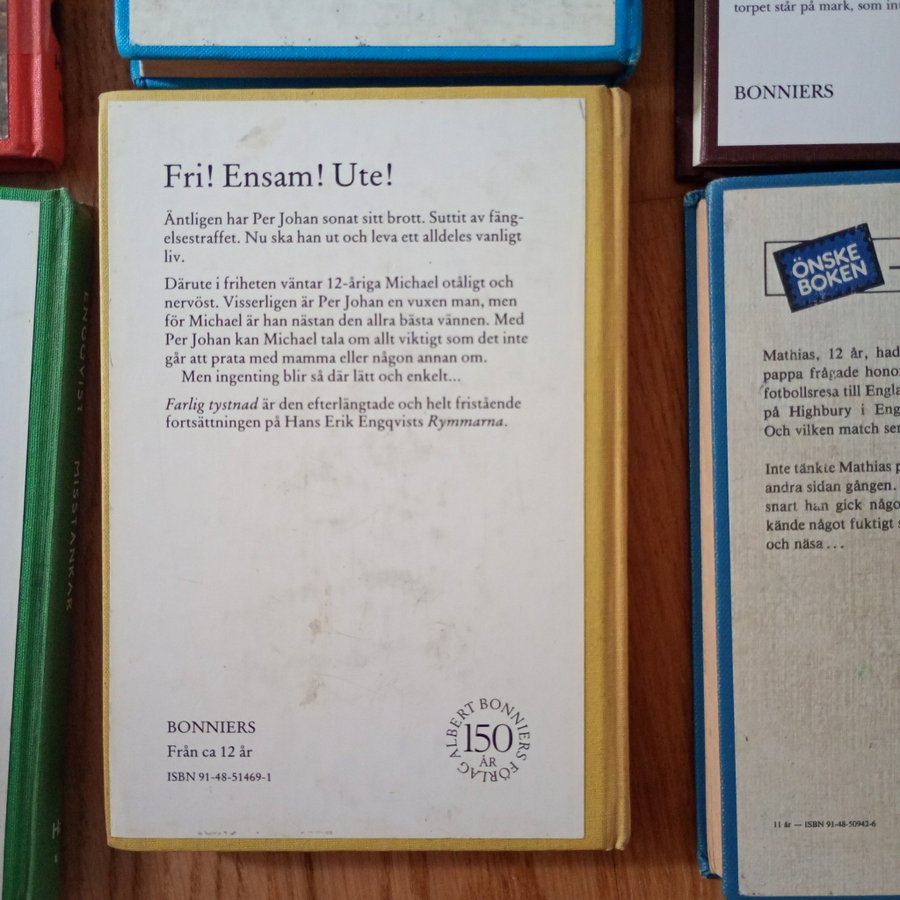 torpet står på mark, som
BONNIERS
Fri! Ensam! Ute!
Äntligen har Per Johan sonat sitt brott. Suttit av fäng-
elsestraffet. Nu ska han ut och leva ett alldeles vanligt
liv.
Därute i friheten väntar 12-åriga Michael otåligt och
nervöst. Visserligen är Per Johan en vuxen man, men
för Michael är han nästan den allra bästa vännen. Med
Per Johan kan Michael tala om allt viktigt som det inte
går att prata med mamma eller någon annan om.
Men ingenting blir så där lätt och enkelt...
Farlig tystnad är den efterlängtade och helt fristående
fortsättningen på Hans Erik Engqvists Rymmarna.
BONNIERS
Från ca 12 år
ISBN 91-48-51469-1
ALBERT BONNIERS FÖRLAG
150
ÅR
ENGQVIST MISSTANKAR
ÖNSKE
BOKEN
Mathias, 12 år, had
pappa frågade hono
fotbollsresa till Engla
på Highbury i Eng
Och vilken match sen
Inte tänkte Mathias p
andra sidan gången.
snart han gick någo
kände något fuktigt s
och näsa...
11 år — ISBN 91-48-50942-6